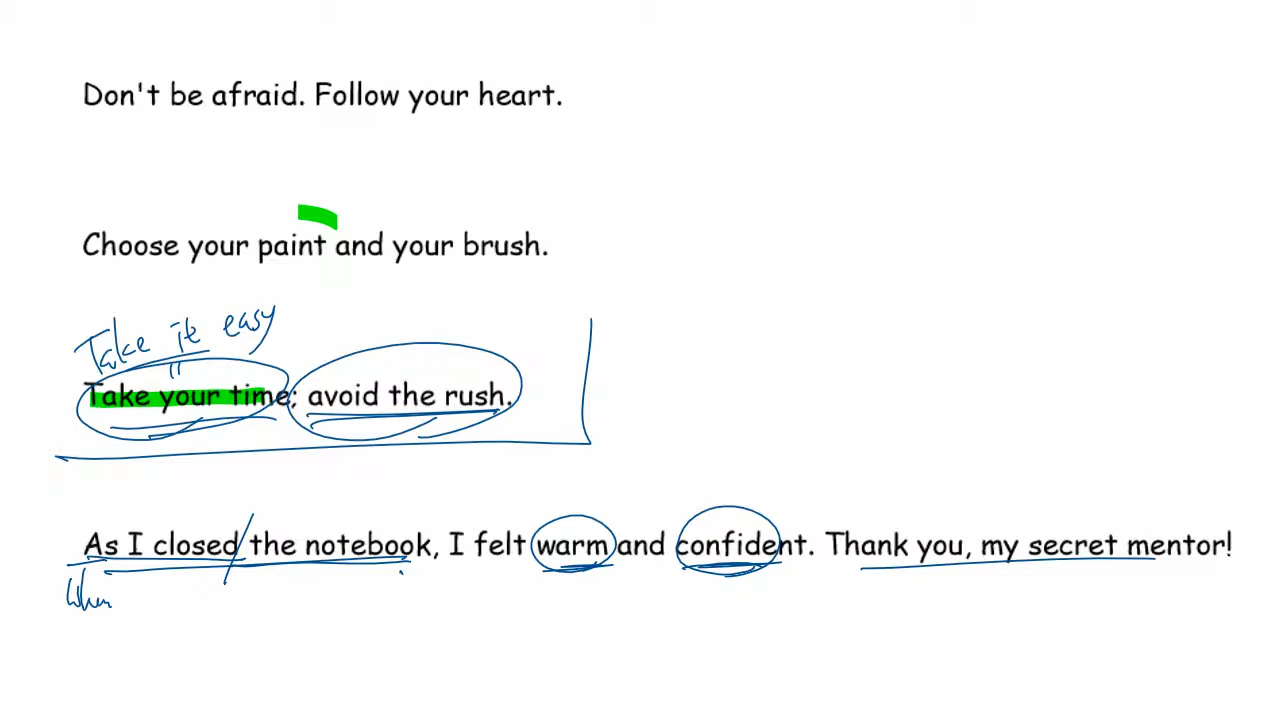 Don't be afraid. Follow your heart.
Choose your paint and your brush.
Take it easy
Take your time; avoid the rush.
As I closed the notebook, I felt warm and confident. Thank you, my secret mentor!
When